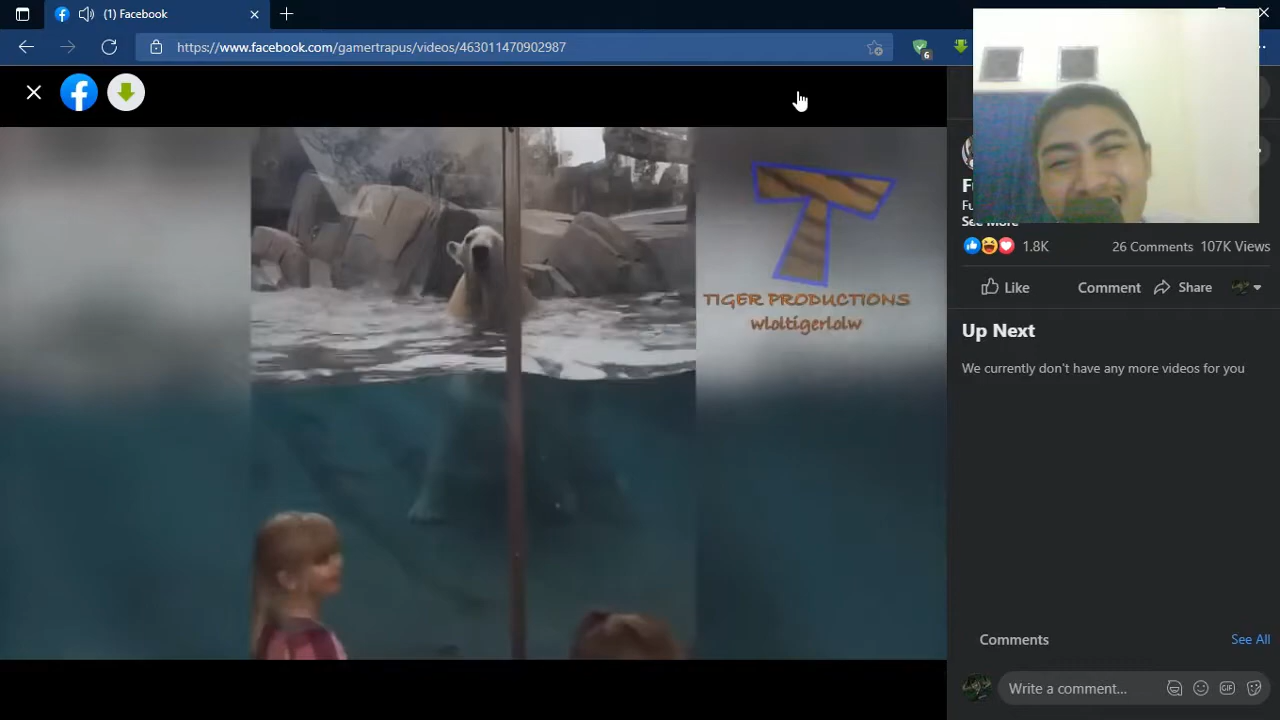 (1) Facebook
https://www.facebook.com/gamertrapus/videos/463011470902987
6
TIGER PRODUCTIONS
wloltigerlolw
See More
1.8K
26 Comments 107K Views
Like Comment Share
Up Next
We currently don't have any more videos for you
Comments See All
Write a comment...
GIF